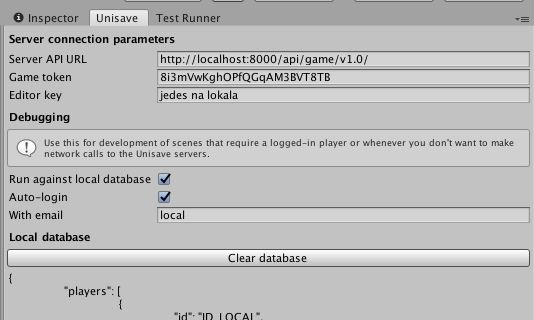 Inspector Unisave Test Runner
Server connection parameters
Server API URL http://localhost:8000/api/game/v1.0/
Game token 8i3mVwKghOPfQGqAM3BVT8TB
Editor key jedes na lokala
Debugging
Use this for development of scenes that require a logged-in player or whenever you don't want to make
network calls to the Unisave servers.
Run against local database
Auto-login
With email local
Local database
Clear database
{
"players": [
{
"id": "ID_LOCAL",